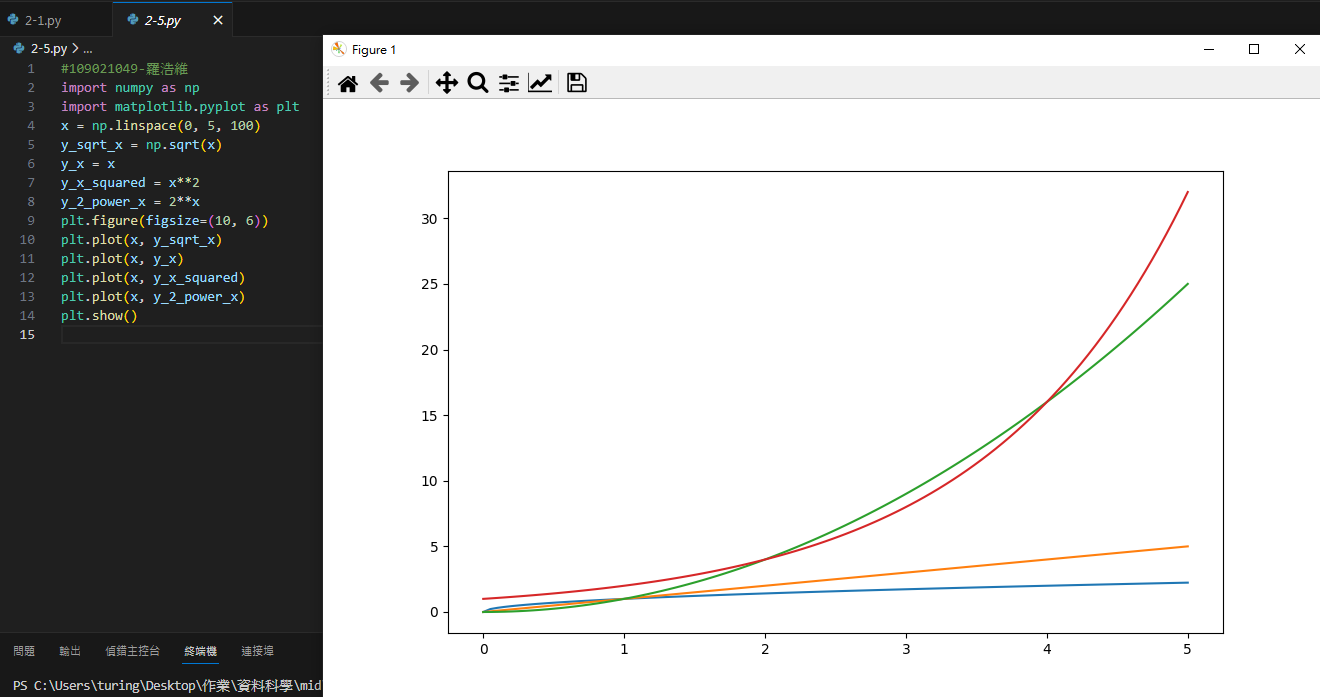 2-1.py
2-5.py
2-5.py > ...
1 #109021049-羅浩維
2 import numpy as np
3 import matplotlib.pyplot as plt
4 x = np.linspace(0, 5, 100)
5 y_sqrt_x = np.sqrt(x)
6 y_x = x
7 y_x_squared = x**2
8 y_2_power_x = 2**x
9 plt.figure(figsize=(10, 6))
10 plt.plot(x, y_sqrt_x)
11 plt.plot(x, y_x)
12 plt.plot(x, y_x_squared)
13 plt.plot(x, y_2_power_x)
14 plt.show()
15
問題 輸出 偵錯主控台 終端機 連接埠
PS C:\Users\turing\Desktop\作業\資料科學\mid
Figure 1
30
25
20
15
10
5
0
0 1 2 3 4 5